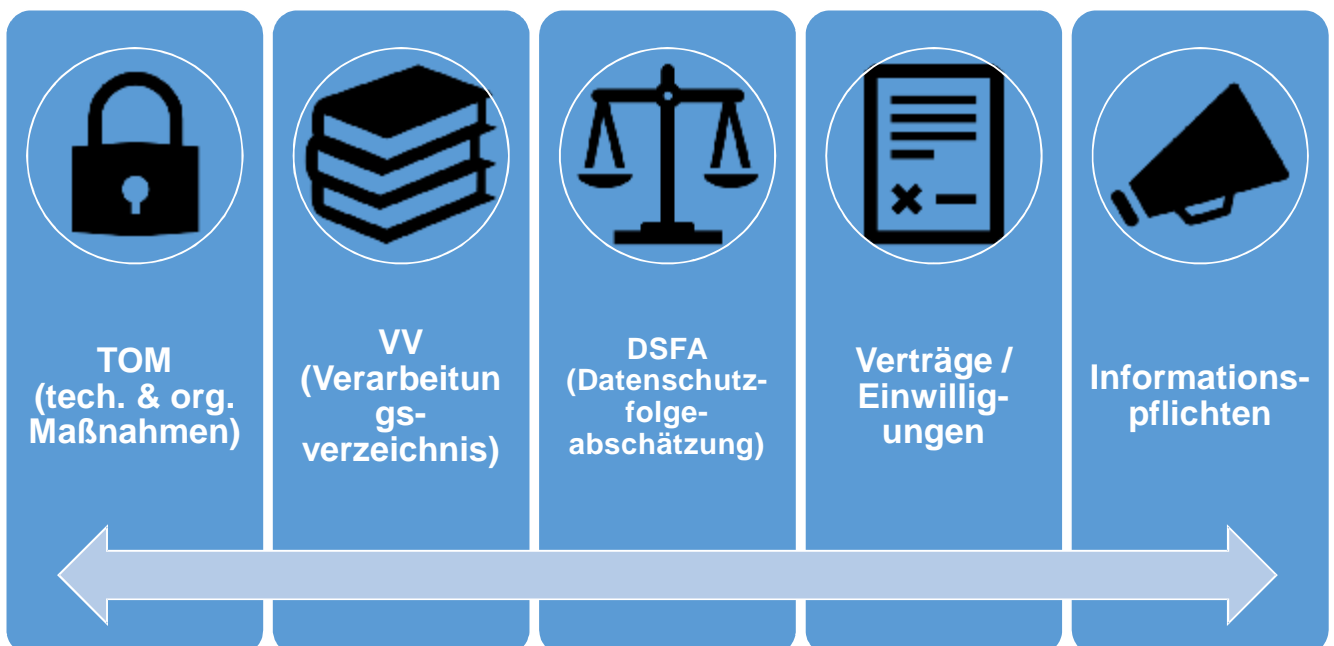 TOM
(tech. & org.
Maßnahmen)
VV
(Verarbeitun
gs-
verzeichnis)
DSFA
(Datenschutz-
folge-
abschätzung)
Verträge /
Einwillig-
ungen
Informations-
pflichten